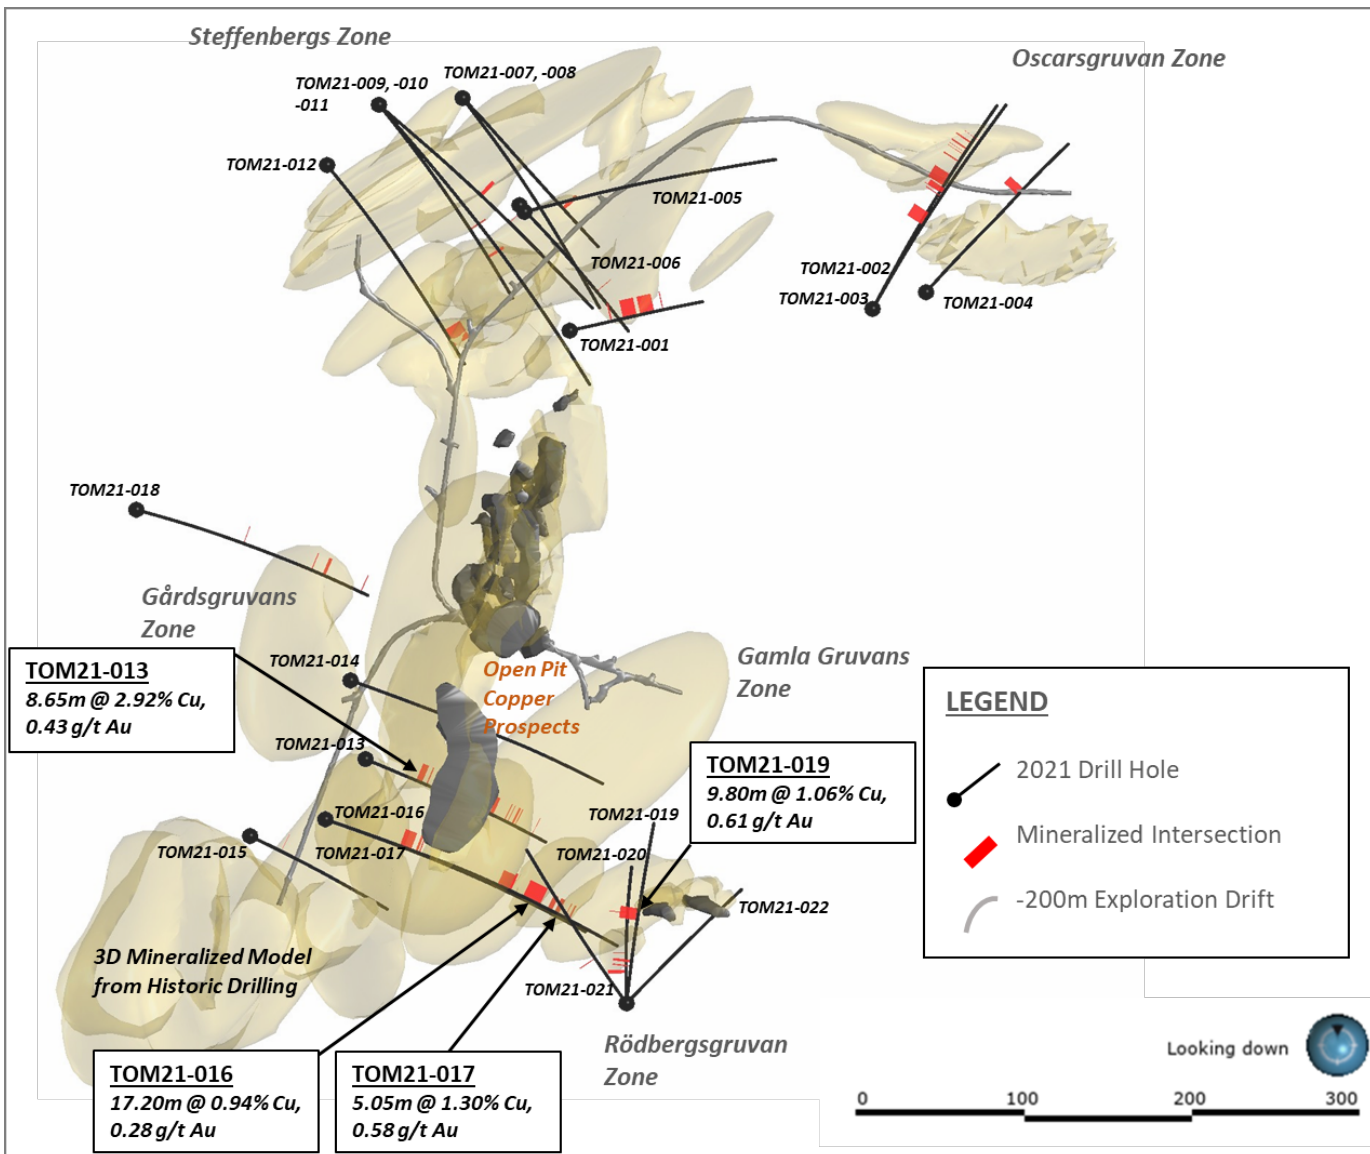 Steffenbergs Zone
Oscarsgruvan Zone
TOM21-009, -010
-011
TOM21-007, -008
TOM21-012
TOM21-005
TOM21-006
TOM21-002
TOM21-003
TOM21-004
TOM21-001
TOM21-018
Gårdsgruvans
Zone
TOM21-013
8.65m @ 2.92% Cu,
0.43 g/t Au
TOM21-014
Open Pit
Copper
Prospects
Gamla Gruvans
Zone
TOM21-013
TOM21-016
TOM21-017
TOM21-015
TOM21-019
9.80m @ 1.06% Cu,
0.61 g/t Au
TOM21-019
TOM21-020
TOM21-022
TOM21-021
3D Mineralized Model
from Historic Drilling
Rödbergsgruvan
Zone
TOM21-016
17.20m @ 0.94% Cu,
0.28 g/t Au
TOM21-017
5.05m @ 1.30% Cu,
0.58 g/t Au
LEGEND
2021 Drill Hole
Mineralized Intersection
-200m Exploration Drift
Looking down
0 100 200 300